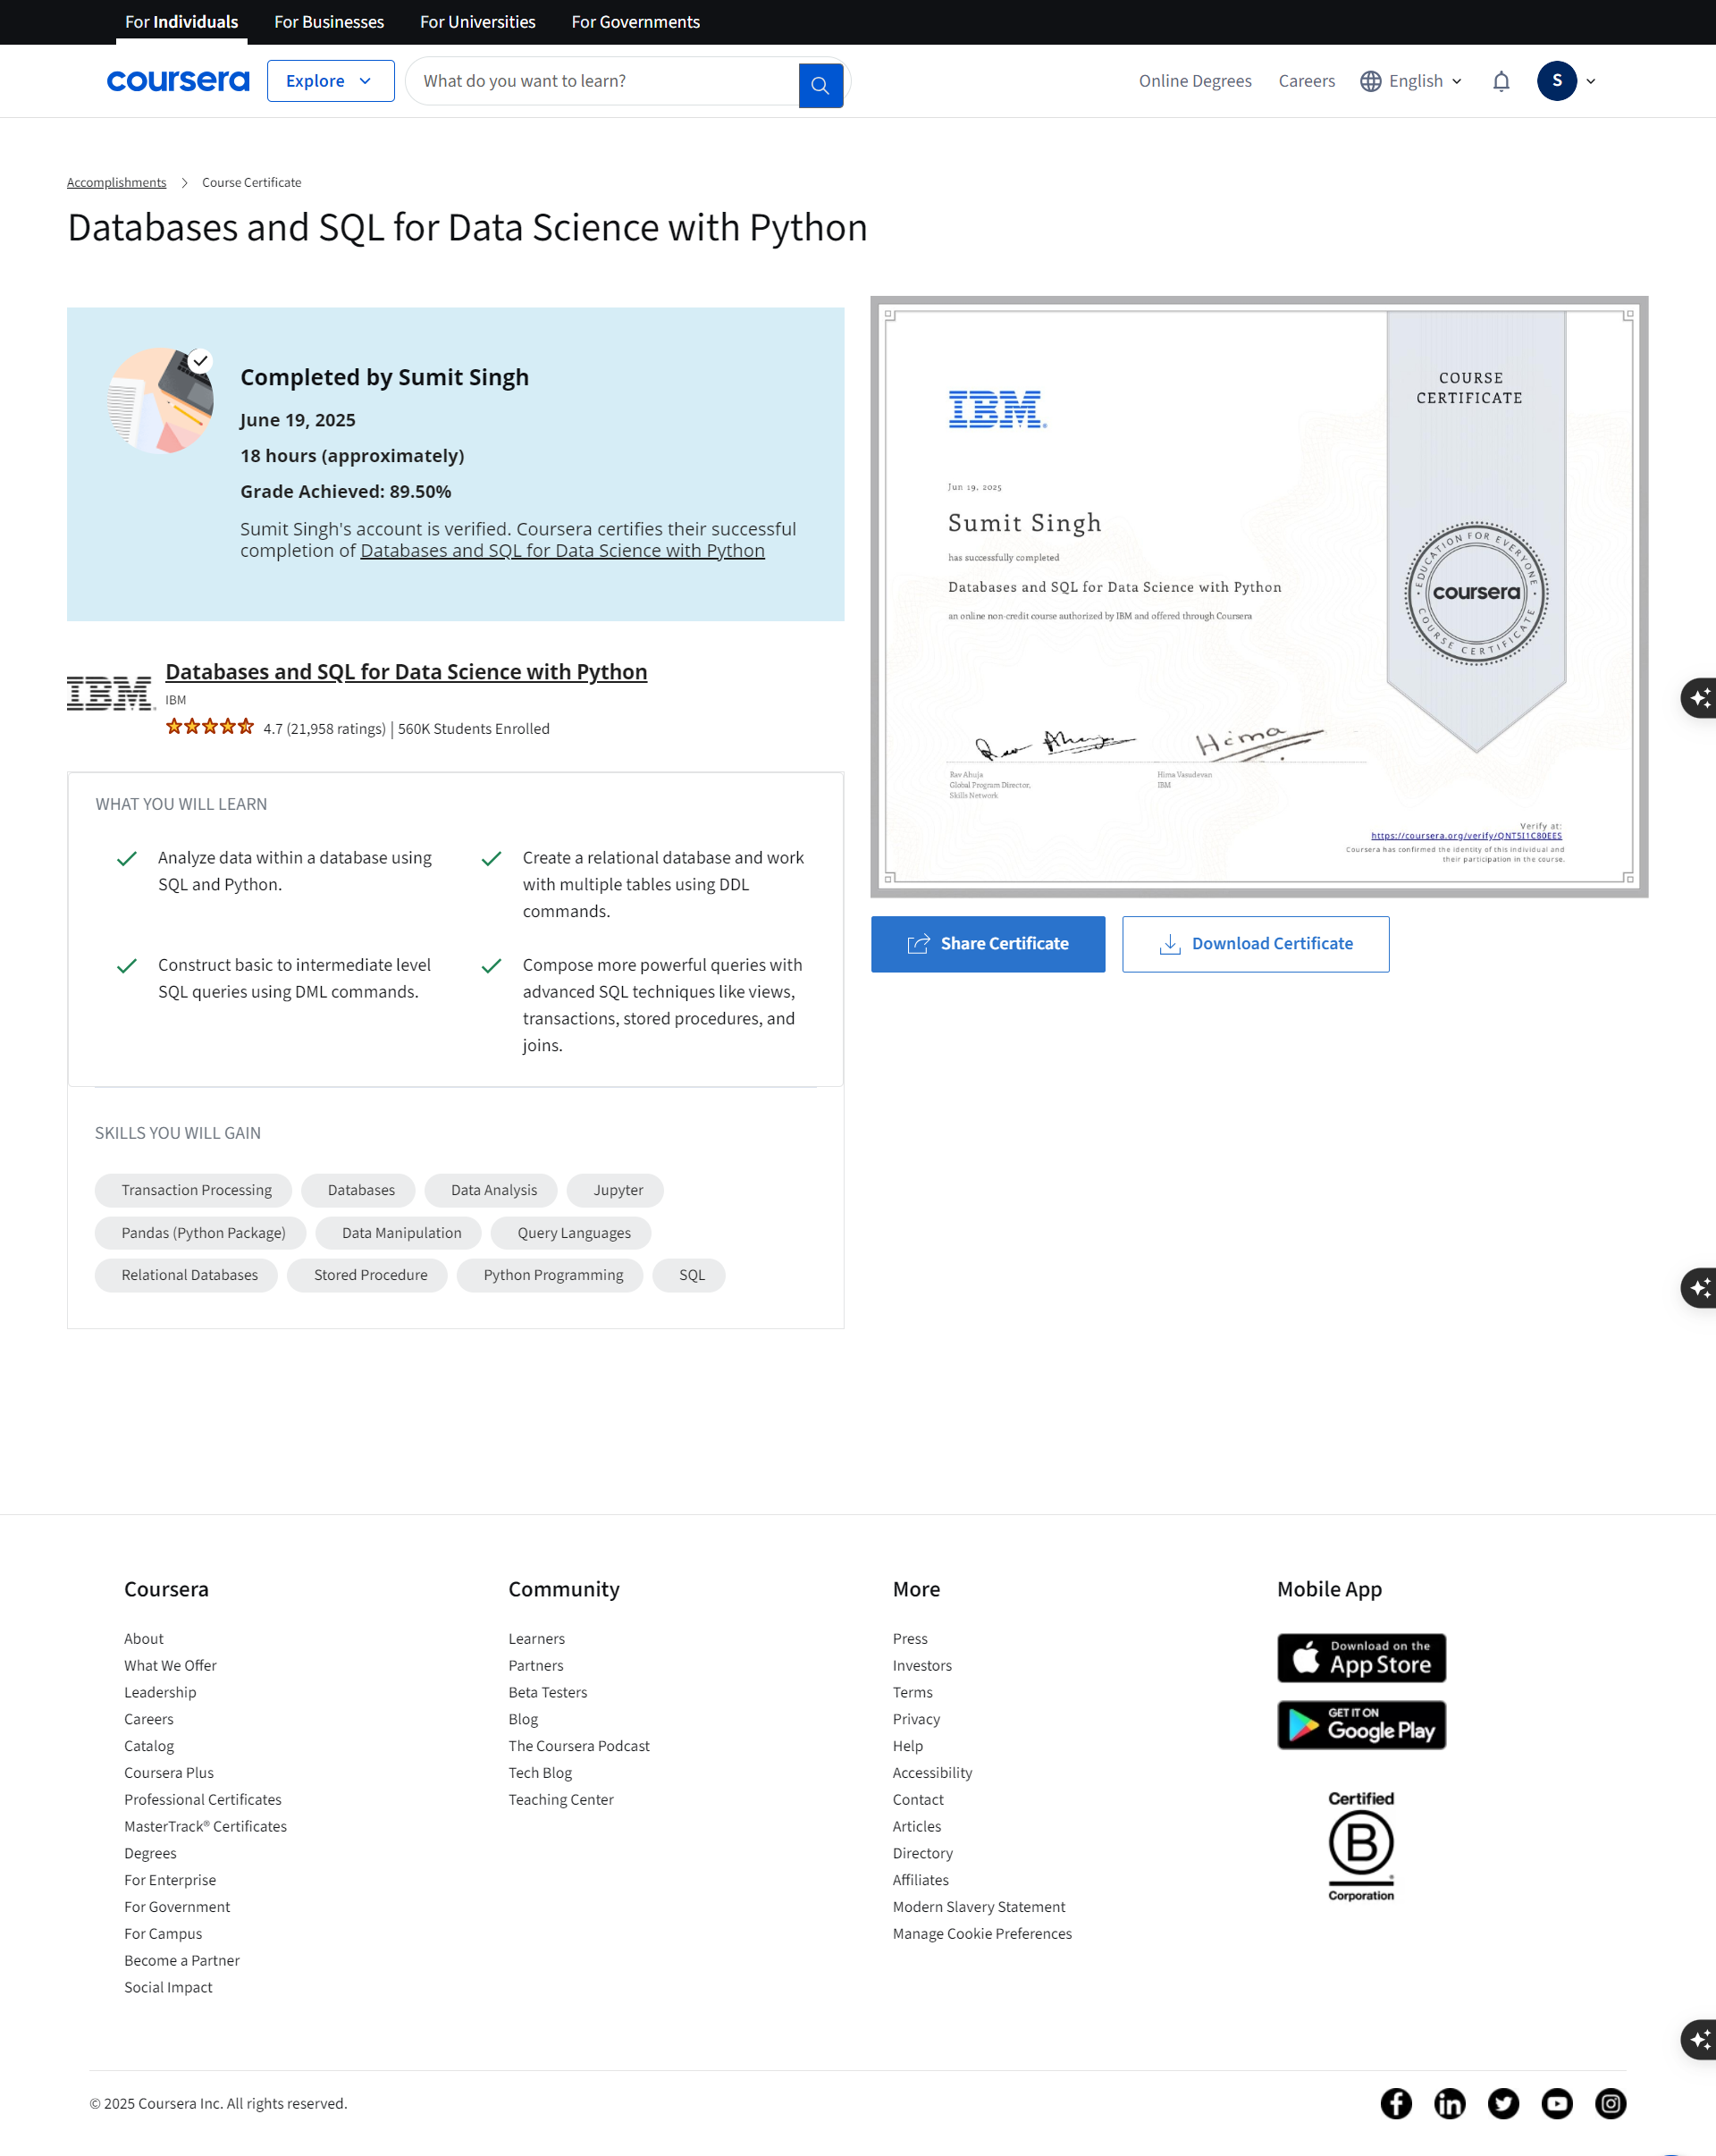 For Individuals
For Businesses
For Universities
For Governments
coursera
Explore
What do you want to learn?
Online Degrees
Careers
English
S
Accomplishments
Course Certificate
Databases and SQL for Data Science with Python
Completed by Sumit Singh
June 19, 2025
18 hours (approximately)
Grade Achieved: 89.50%
Sumit Singh's account is verified. Coursera certifies their successful
completion of Databases and SQL for Data Science with Python
IBM
Databases and SQL for Data Science with Python
IBM
4.7 (21,958 ratings) | 560K Students Enrolled
WHAT YOU WILL LEARN
Analyze data within a database using
SQL and Python.
Create a relational database and work
with multiple tables using DDL
commands.
Construct basic to intermediate level
SQL queries using DML commands.
Compose more powerful queries with
advanced SQL techniques like views,
transactions, stored procedures, and
joins.
SKILLS YOU WILL GAIN
Transaction Processing
Databases
Data Analysis
Jupyter
Pandas (Python Package)
Data Manipulation
Query Languages
Relational Databases
Stored Procedure
Python Programming
SQL
IBM
COURSE
CERTIFICATE
Jun 19, 2025
Sumit Singh
has successfully completed
Databases and SQL for Data Science with Python
an online non-credit course authorized by IBM and offered through Coursera
EDUCATION FOR EVERYONE
coursera
COURSE CERTIFICATE
Rav Ahuja
Hima
Rav Ahuja
Global Program Director,
Skills Network
Hima Vasudevan
IBM
Verify at:
https://coursera.org/verify/QNT5I1C80EES
Coursera has confirmed the identity of this individual and
their participation in the course.
Share Certificate
Download Certificate
Coursera
About
What We Offer
Leadership
Careers
Catalog
Coursera Plus
Professional Certificates
MasterTrack® Certificates
Degrees
For Enterprise
For Government
For Campus
Become a Partner
Social Impact
Community
Learners
Partners
Beta Testers
Blog
The Coursera Podcast
Tech Blog
Teaching Center
More
Press
Investors
Terms
Privacy
Help
Accessibility
Contact
Articles
Directory
Affiliates
Modern Slavery Statement
Manage Cookie Preferences
Mobile App
Download on the
App Store
GET IT ON
Google Play
Certified
B
Corporation
© 2025 Coursera Inc. All rights reserved.